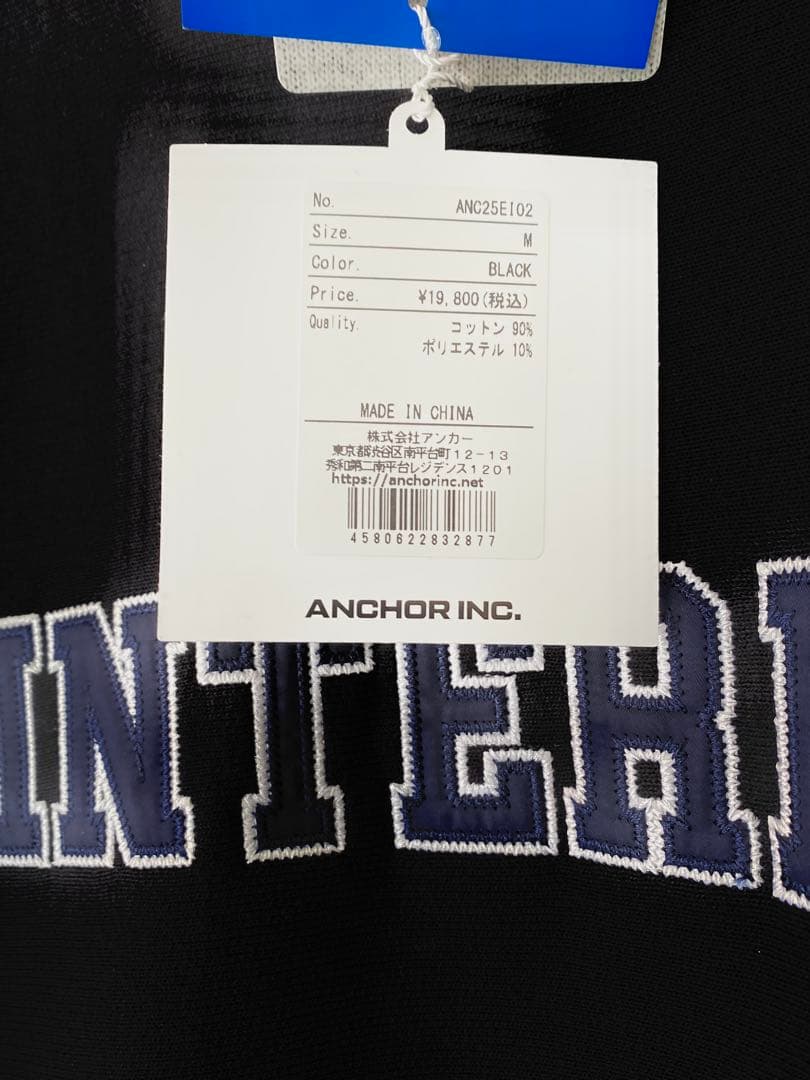 No. ANC25EI02
Size. M
Color. BLACK
Price. ¥19,800(税込)
Quality. コットン 90%
ポリエステル 10%
MADE IN CHINA
株式会社アンカー
東京都渋谷区南平台町12-13
秀和第二南平台レジデンス1201
https://anchorinc.net
4580622832877
ANCHOR INC.
INTER